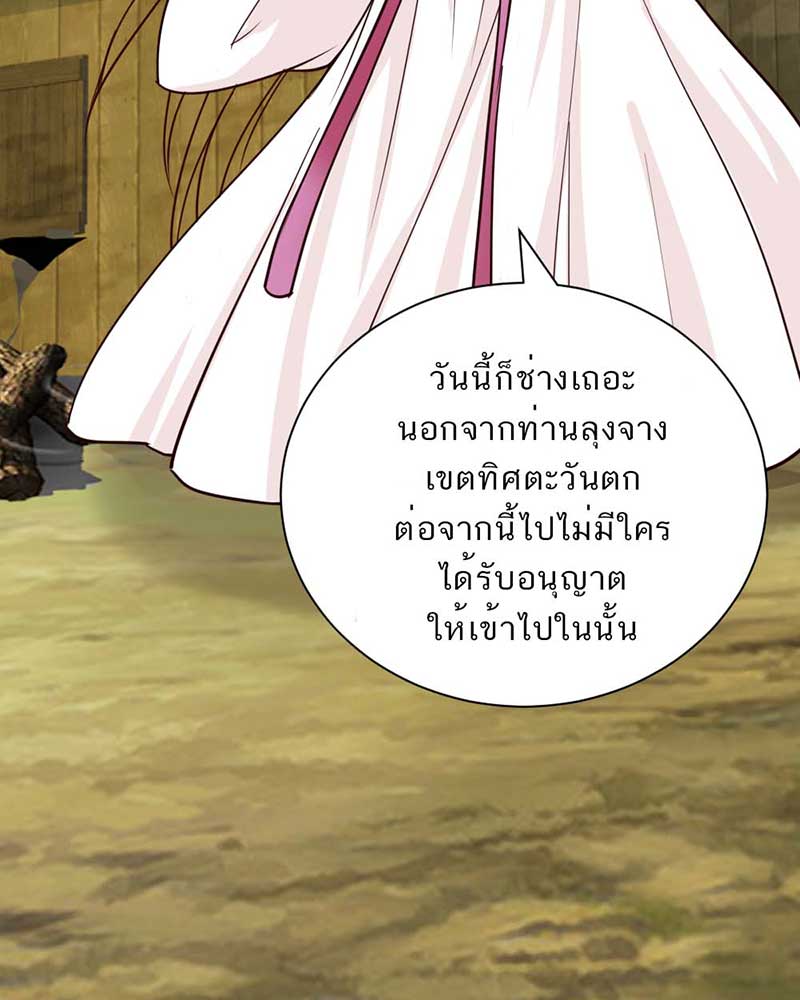 วันนี้ก็ช่างเถอะ
นอกจากท่านลุงจาง
เขตทิศตะวันตก
ต่อจากนี้ไปไม่มีใคร
ได้รับอนุญาต
ให้เข้าไปในนั้น